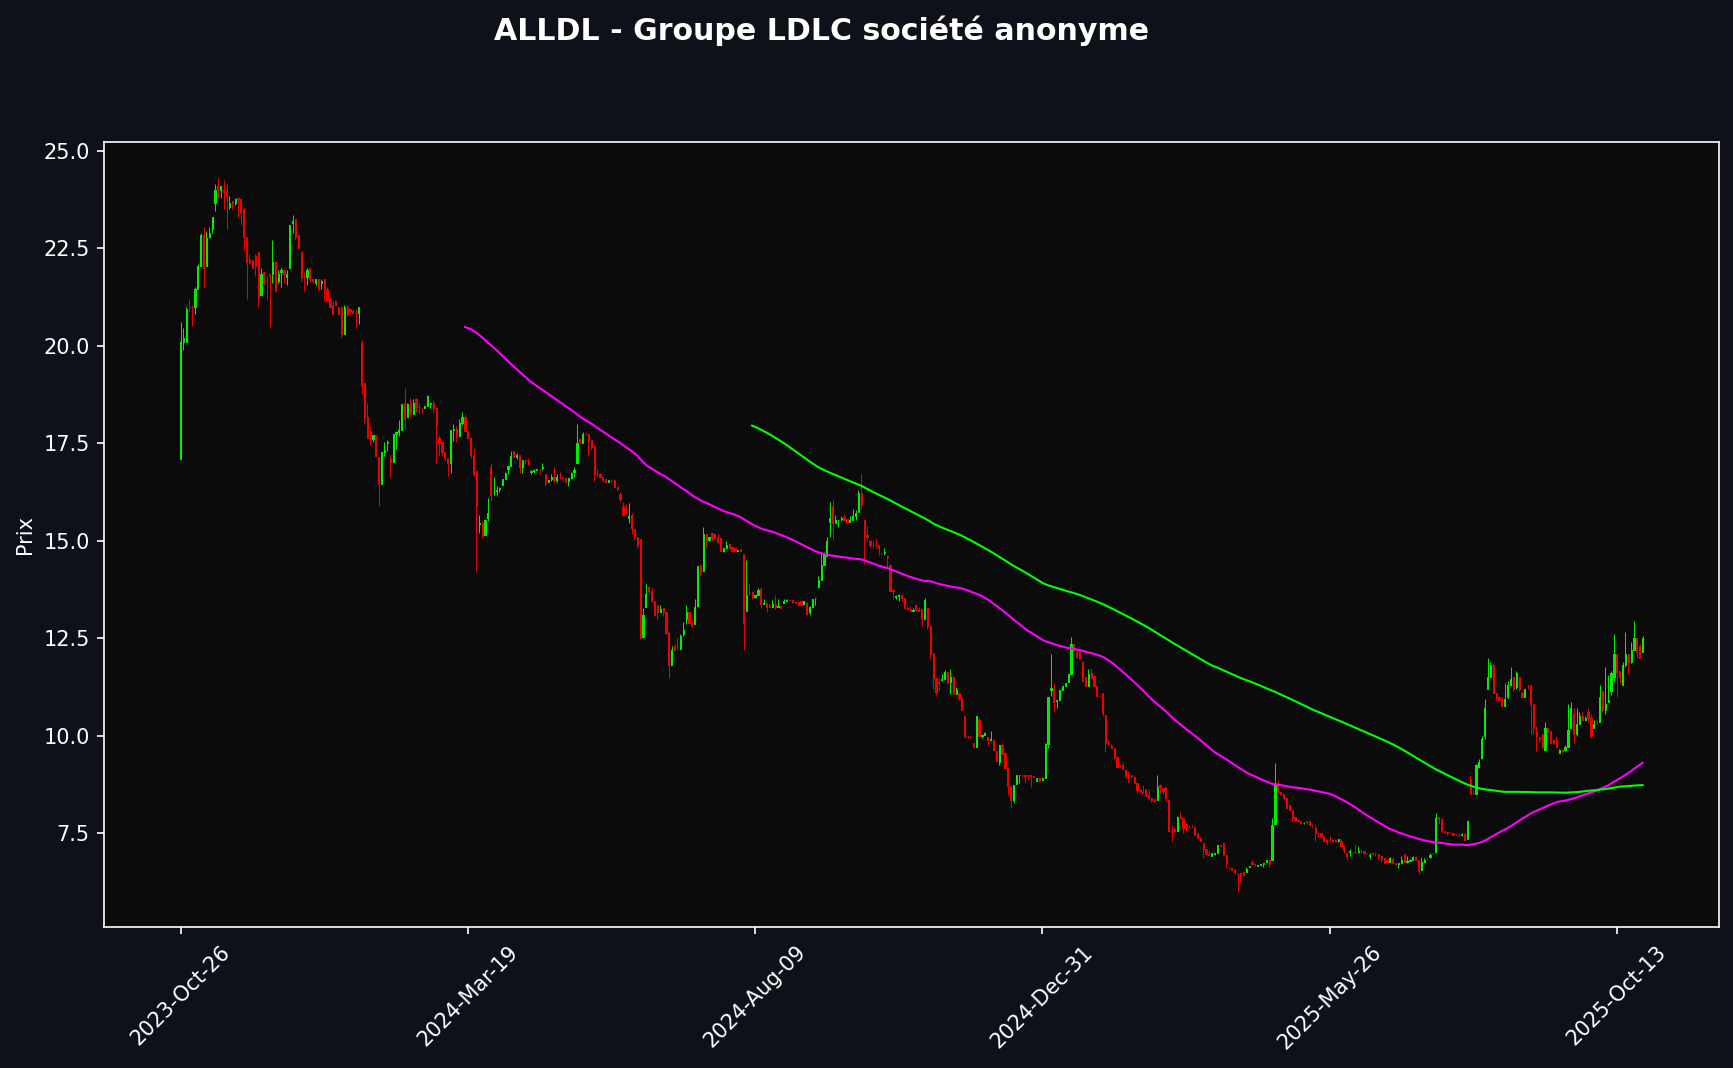 ALLDL - Groupe LDLC société anonyme
25.0
22.5
20.0
17.5
15.0
12.5
10.0
7.5
Prix
2023-Oct-26
2024-Mar-19
2024-Aug-09
2024-Dec-31
2025-May-26
2025-Oct-13